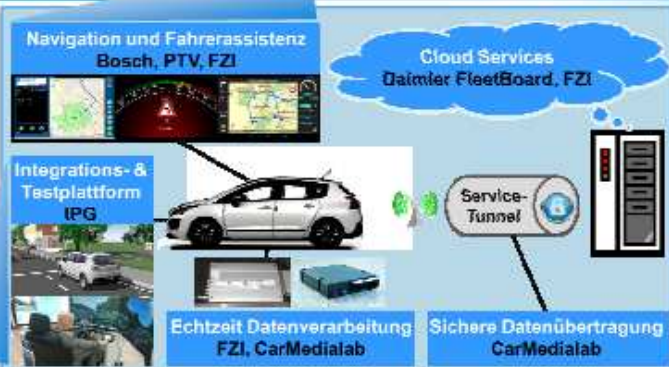 Navigation und Fahrerassistenz
Bosch, PTV, FZI
Cloud Services
Daimler FleetBoard, FZI
Integrations- &
Testplattform
IPG
Service-
Tunnel
Echtzeit Datenverarbeitung
FZI, CarMedialab
Sichere Datenübertragung
CarMedialab